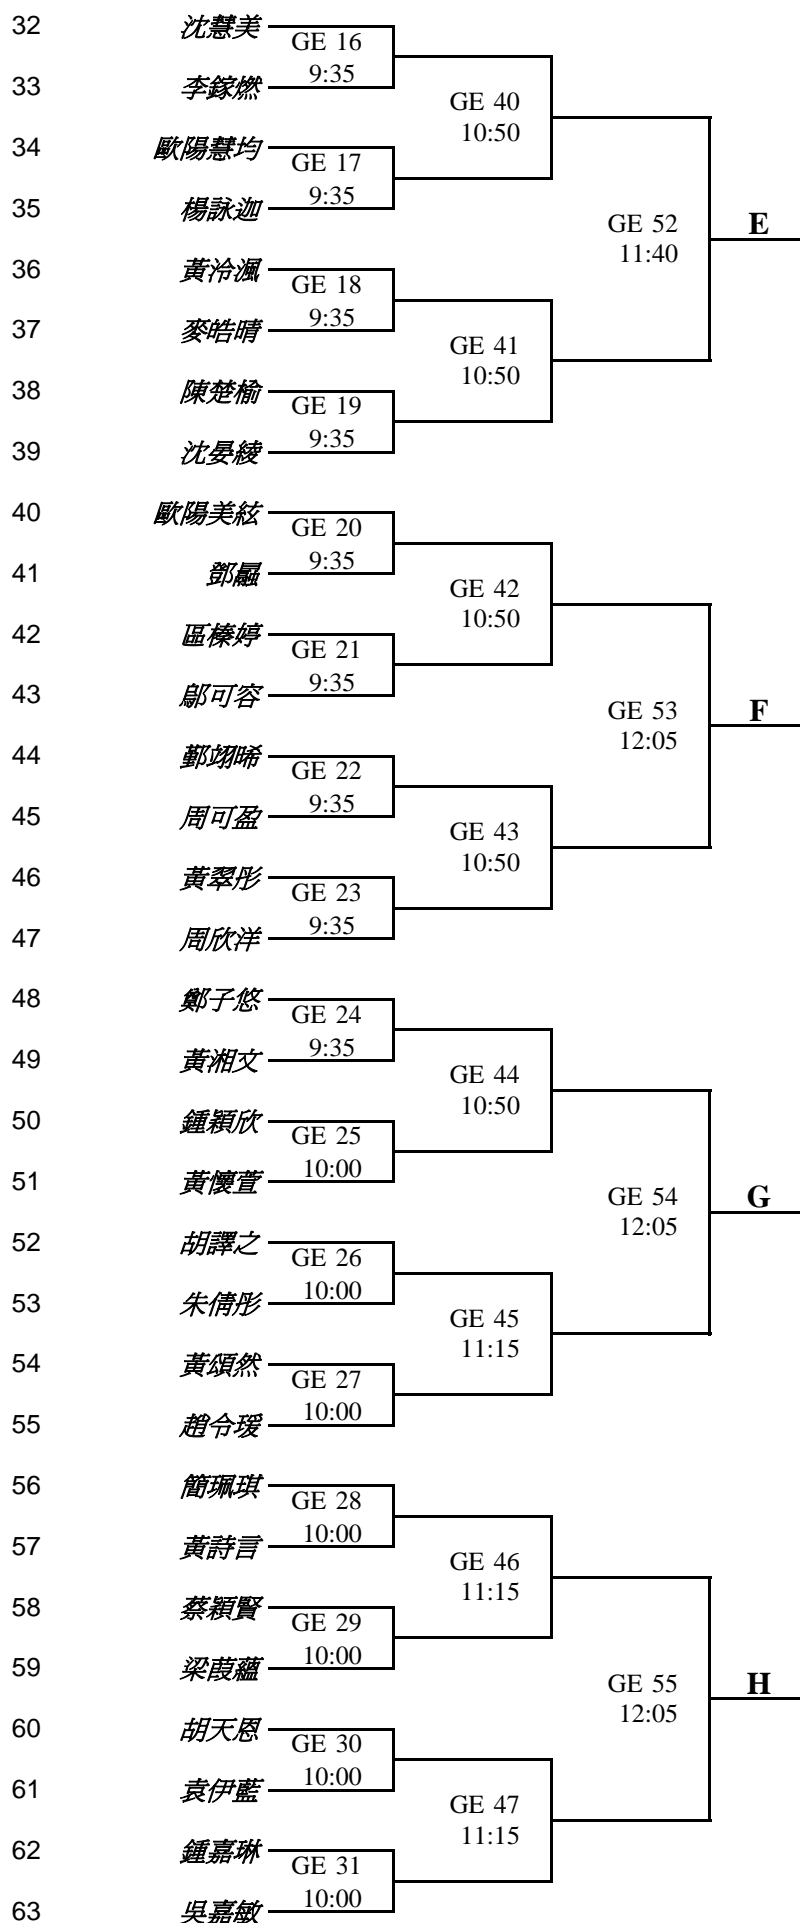 32 沈慧美
GE 16
9:35
33 李鎵燃
GE 40
10:50
34 歐陽慧均
GE 17
9:35
35 楊詠迦
GE 52 E
11:40
36 黃泠渢
GE 18
9:35
37 麥皓晴
GE 41
10:50
38 陳楚榆
GE 19
9:35
39 沈晏綾
40 歐陽美絃
GE 20
9:35
41 鄧
GE 42
10:50
42 區榛婷
GE 21
9:35
43 鄔可容
GE 53 F
12:05
44 鄞翊晞
GE 22
9:35
45 周可盈
GE 43
10:50
46 黃翠彤
GE 23
9:35
47 周欣洋
48 鄭子悠
GE 24
9:35
49 黃湘文
GE 44
10:50
50 鍾穎欣
GE 25
10:00
51 黃懷萱
GE 54 G
12:05
52 胡譯之
GE 26
10:00
53 朱倩彤
GE 45
11:15
54 黃頌然
GE 27
10:00
55 趙令瑗
56 簡珮琪
GE 28
10:00
57 黃詩言
GE 46
11:15
58 蔡穎賢
GE 29
10:00
59 梁葭蘊
GE 55 H
12:05
60 胡天恩
GE 30
10:00
61 袁伊藍
GE 47
11:15
62 鍾嘉琳
GE 31
10:00
63 吳嘉敏